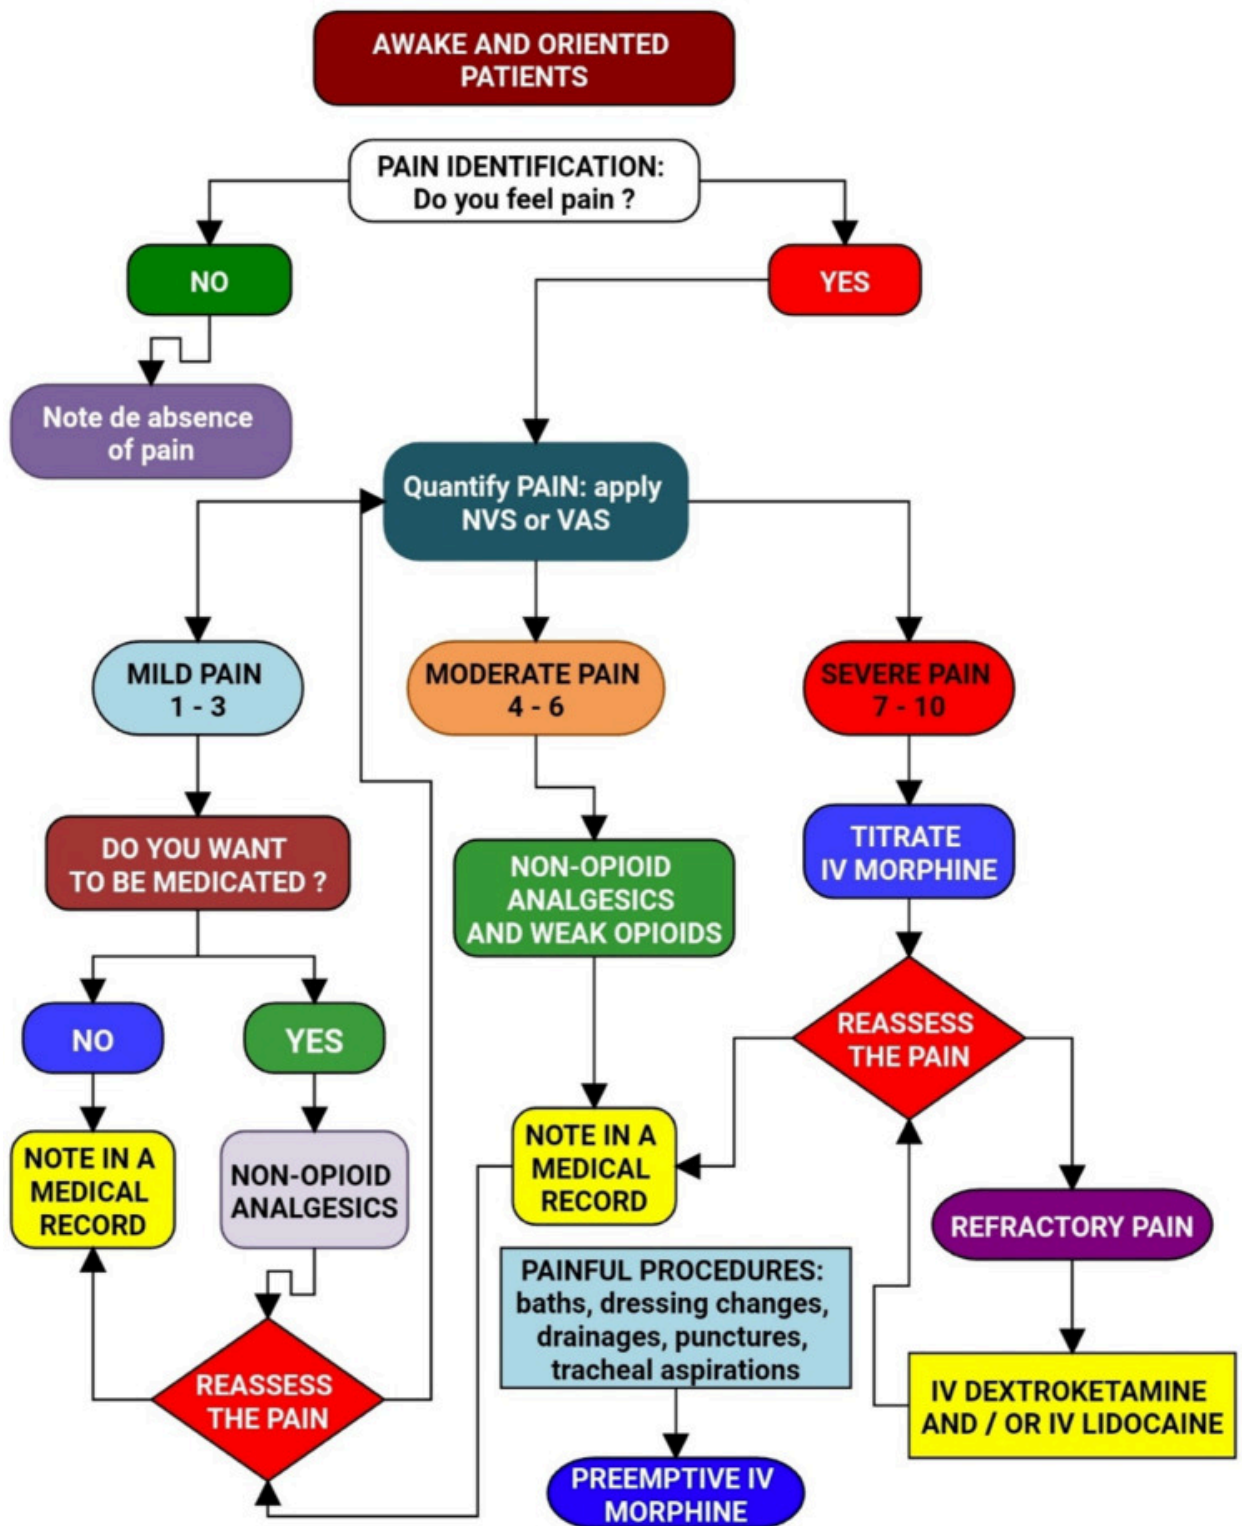 AWAKE AND ORIENTED
PATIENTS
PAIN IDENTIFICATION:
Do you feel pain ?
NO
YES
Note de absence
of pain
Quantify PAIN: apply
NVS or VAS
MILD PAIN
1 - 3
MODERATE PAIN
4 - 6
SEVERE PAIN
7 - 10
DO YOU WANT
TO BE MEDICATED ?
NON-OPIOID
ANALGESICS
AND WEAK OPIOIDS
TITRATE
IV MORPHINE
NO
YES
REASSESS
THE PAIN
NOTE IN A
MEDICAL
RECORD
NON-OPIOID
ANALGESICS
NOTE IN A
MEDICAL
RECORD
REFRACTORY PAIN
PAINFUL PROCEDURES:
baths, dressing changes,
drainages, punctures,
tracheal aspirations
REASSESS
THE PAIN
IV DEXTROKETAMINE
AND / OR IV LIDOCAINE
PREEMPTIVE IV
MORPHINE